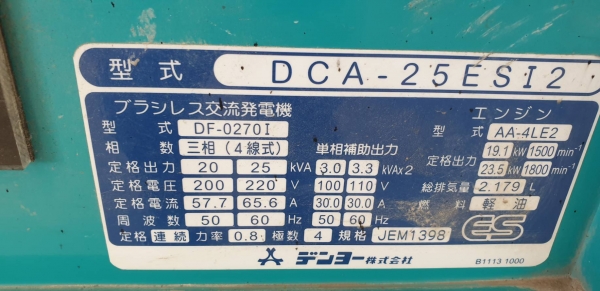 型式 DCA-25ESI2
ブラシレス交流発電機
型式 DF-0270I
相数 三相(4線式) 単相補助出力
定格出力 20 25 kVA 3.0 3.3 kVA×2
定格電圧 200 220 V 100 110 V
定格電流 57.7 65.6 A 30.0 30.0 A
周波数 50 60 Hz 50 60 Hz
定格 連続 力率 0.8 極数 4 規格 JEM1398
エンジン
型式 AA-4LE2
定格出力 19.1 kW 1500 min⁻¹
23.5 kW 1800 min⁻¹
総排気量 2.179 L
燃料 軽油
ES
デンヨー株式会社
B1113 1000